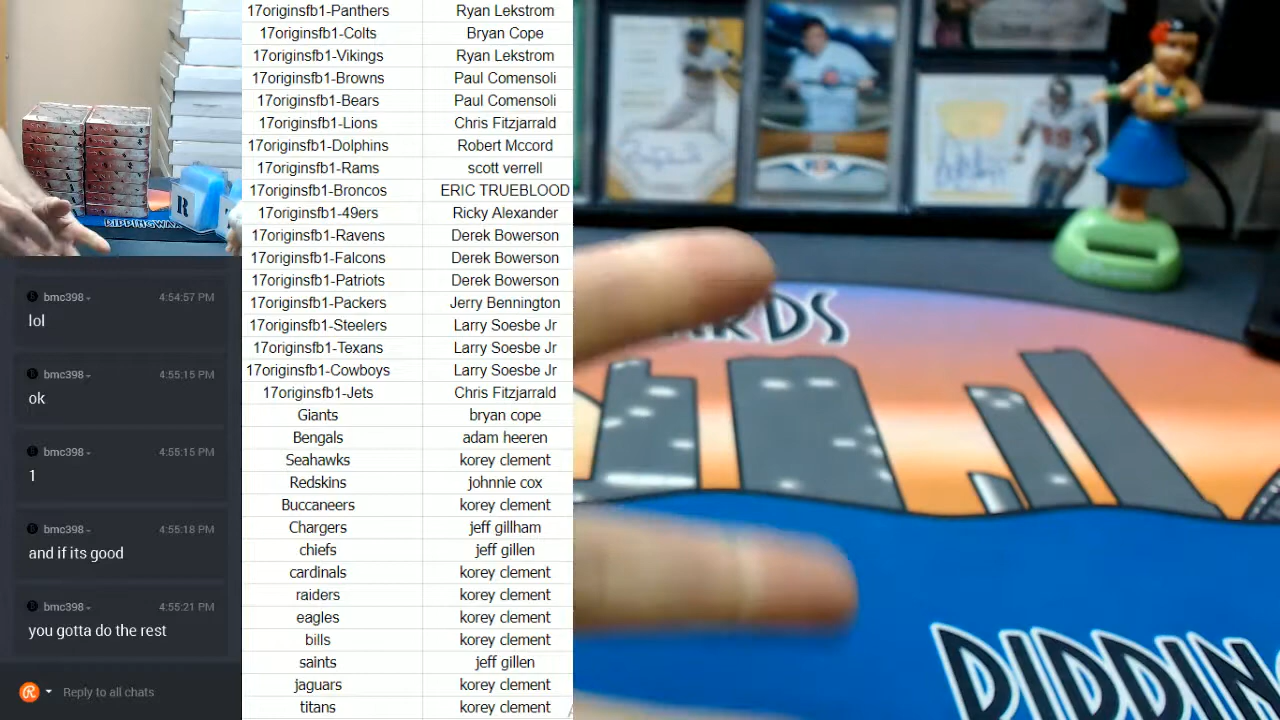 R
DIPPINGWAX
bmc398 4:54:57 PM
lol
bmc398 4:55:15 PM
ok
bmc398 4:55:15 PM
1
bmc398 4:55:18 PM
and if its good
bmc398 4:55:21 PM
you gotta do the rest
Reply to all chats
17originsfb1-Panthers Ryan Lekstrom
17originsfb1-Colts Bryan Cope
17originsfb1-Vikings Ryan Lekstrom
17originsfb1-Browns Paul Comensoli
17originsfb1-Bears Paul Comensoli
17originsfb1-Lions Chris Fitzjarrald
17originsfb1-Dolphins Robert Mccord
17originsfb1-Rams scott verrell
17originsfb1-Broncos ERIC TRUEBLOOD
17originsfb1-49ers Ricky Alexander
17originsfb1-Ravens Derek Bowerson
17originsfb1-Falcons Derek Bowerson
17originsfb1-Patriots Derek Bowerson
17originsfb1-Packers Jerry Bennington
17originsfb1-Steelers Larry Soesbe Jr
17originsfb1-Texans Larry Soesbe Jr
17originsfb1-Cowboys Larry Soesbe Jr
17originsfb1-Jets Chris Fitzjarrald
Giants bryan cope
Bengals adam heeren
Seahawks korey clement
Redskins johnnie cox
Buccaneers korey clement
Chargers jeff gillham
chiefs jeff gillen
cardinals korey clement
raiders korey clement
eagles korey clement
bills korey clement
saints jeff gillen
jaguars korey clement
titans korey clement
ARDS
DIPPING